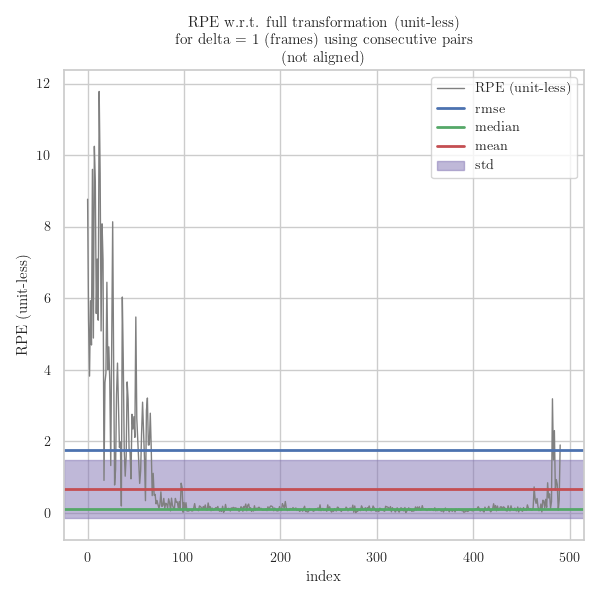 RPE w.r.t. full transformation (unit-less)
for delta = 1 (frames) using consecutive pairs
(not aligned)
RPE (unit-less)
rmse
median
mean
std
12
10
8
6
4
2
0
RPE (unit-less)
0
100
200
300
400
500
index